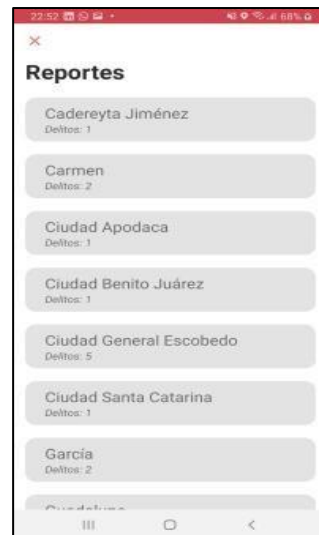 22:52
68%
×
Reportes
Cadereyta Jiménez
Delitos: 1
Carmen
Delitos: 2
Ciudad Apodaca
Delitos: 1
Ciudad Benito Juárez
Delitos: 1
Ciudad General Escobedo
Delitos: 5
Ciudad Santa Catarina
Delitos: 1
García
Delitos: 2